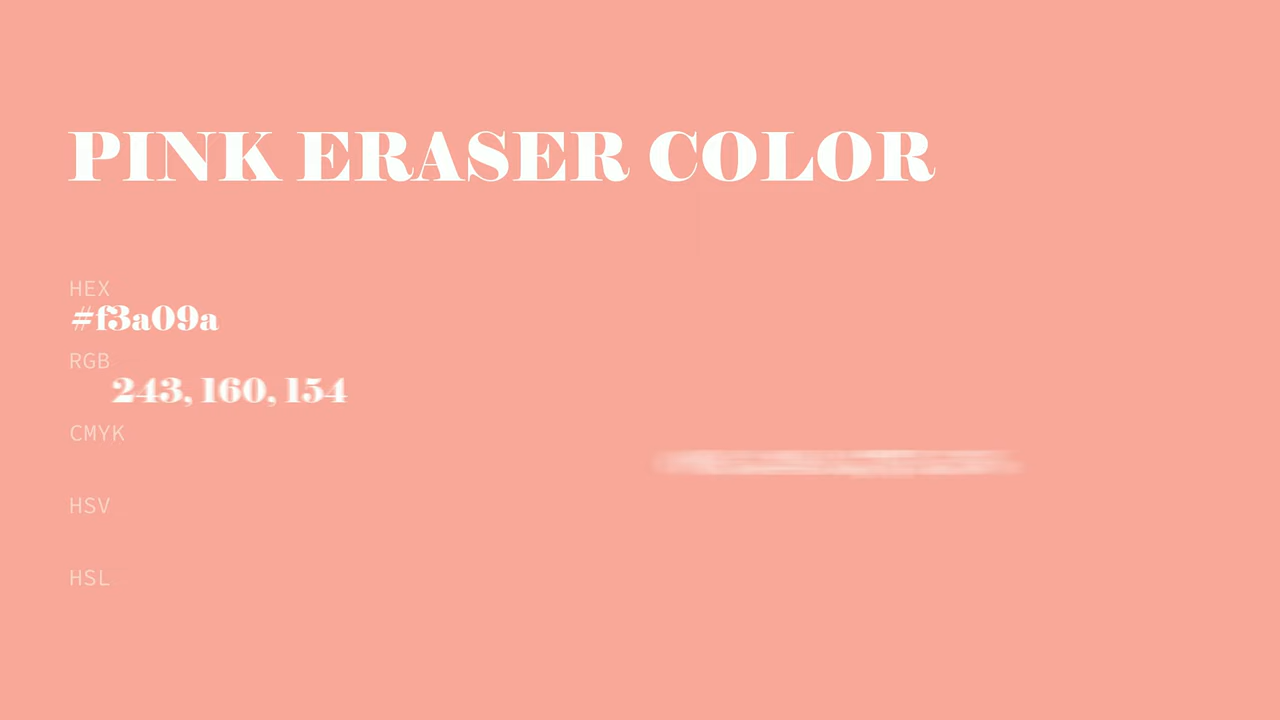 PINK ERASER COLOR
HEX
#f3a09a
RGB
243, 160, 154
CMYK
HSV
HSL